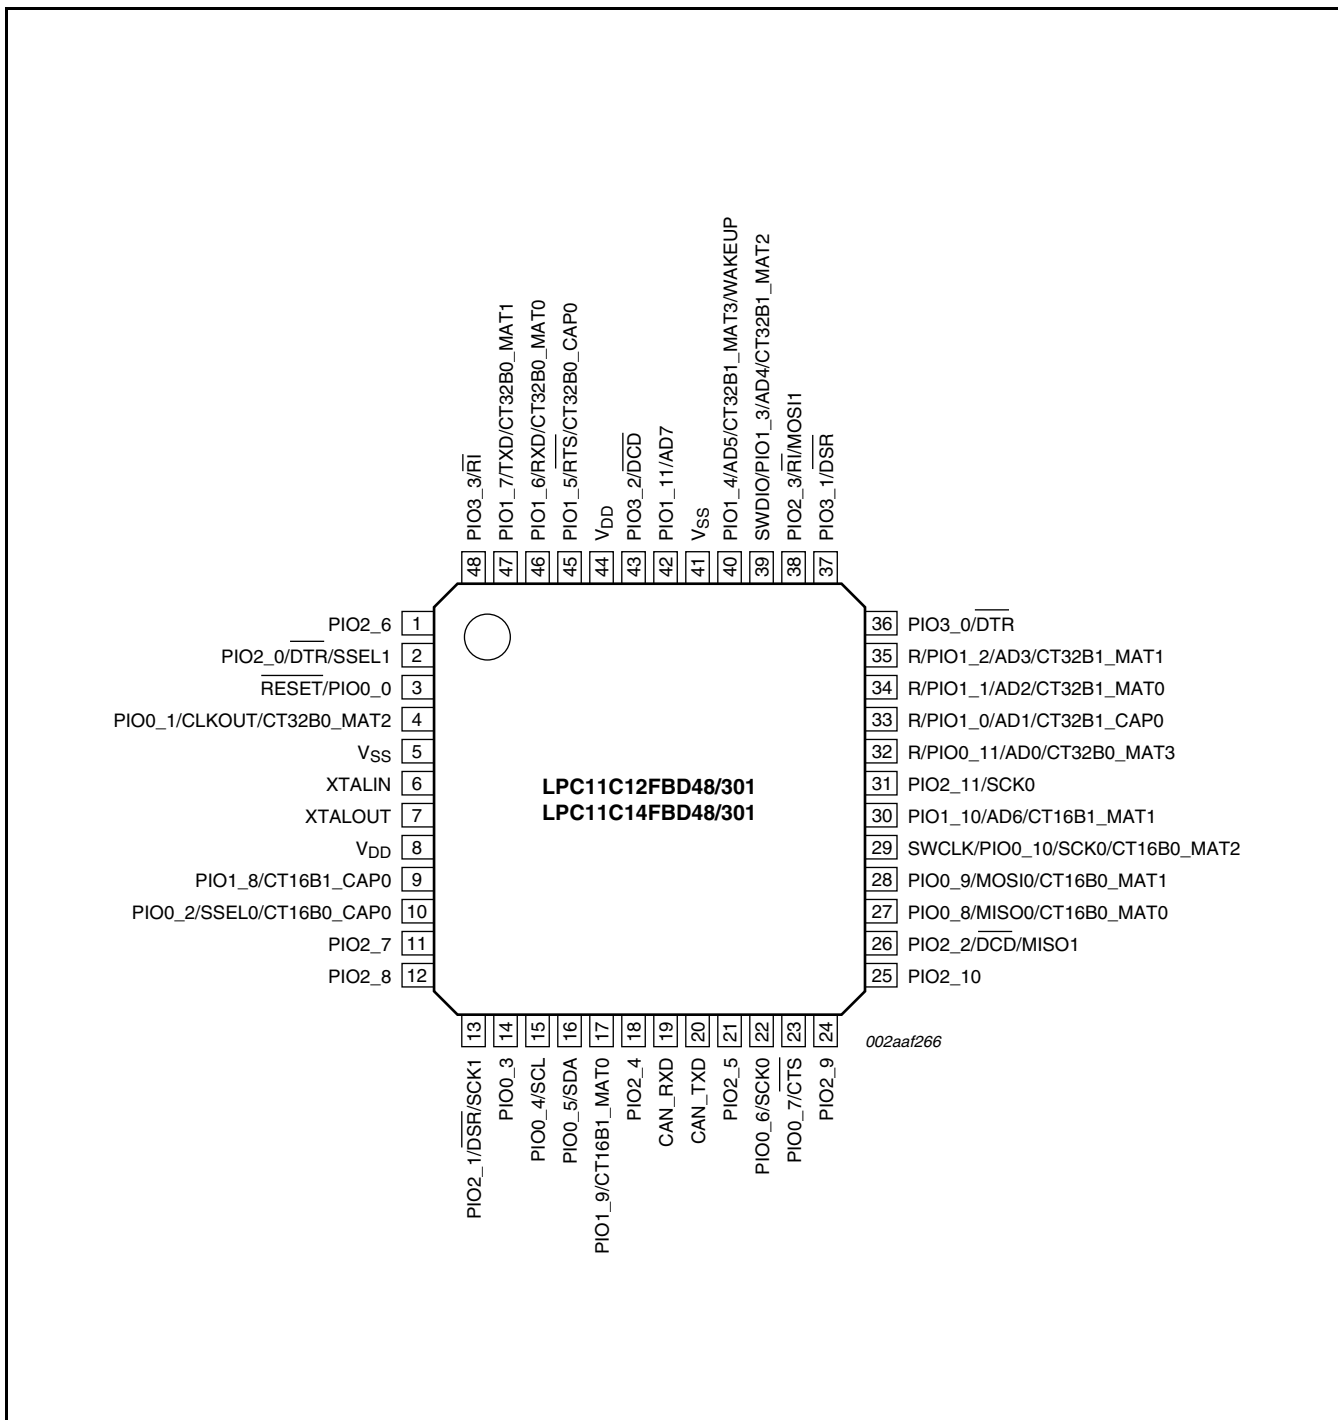 PIO3_3/RI
PIO1_7/TXD/CT32B0_MAT1
PIO1_6/RXD/CT32B0_MAT0
PIO1_5/RTS/CT32B0_CAP0
VDD
PIO3_2/DCD
PIO1_11/AD7
VSS
PIO1_4/AD5/CT32B1_MAT3/WAKEUP
SWDIO/PIO1_3/AD4/CT32B1_MAT2
PIO2_3/RI/MOSI1
PIO3_1/DSR
48
47
46
45
44
43
42
41
40
39
38
37
PIO2_6 1
PIO2_0/DTR/SSEL1 2
RESET/PIO0_0 3
PIO0_1/CLKOUT/CT32B0_MAT2 4
VSS 5
XTALIN 6
XTALOUT 7
VDD 8
PIO1_8/CT16B1_CAP0 9
PIO0_2/SSEL0/CT16B0_CAP0 10
PIO2_7 11
PIO2_8 12
LPC11C12FBD48/301
LPC11C14FBD48/301
36 PIO3_0/DTR
35 R/PIO1_2/AD3/CT32B1_MAT1
34 R/PIO1_1/AD2/CT32B1_MAT0
33 R/PIO1_0/AD1/CT32B1_CAP0
32 R/PIO0_11/AD0/CT32B0_MAT3
31 PIO2_11/SCK0
30 PIO1_10/AD6/CT16B1_MAT1
29 SWCLK/PIO0_10/SCK0/CT16B0_MAT2
28 PIO0_9/MOSI0/CT16B0_MAT1
27 PIO0_8/MISO0/CT16B0_MAT0
26 PIO2_2/DCD/MISO1
25 PIO2_10
13
14
15
16
17
18
19
20
21
22
23
24
PIO2_1/DSR/SCK1
PIO0_3
PIO0_4/SCL
PIO0_5/SDA
PIO1_9/CT16B1_MAT0
PIO2_4
CAN_RXD
CAN_TXD
PIO2_5
PIO0_6/SCK0
PIO0_7/CTS
PIO2_9
002aaf266